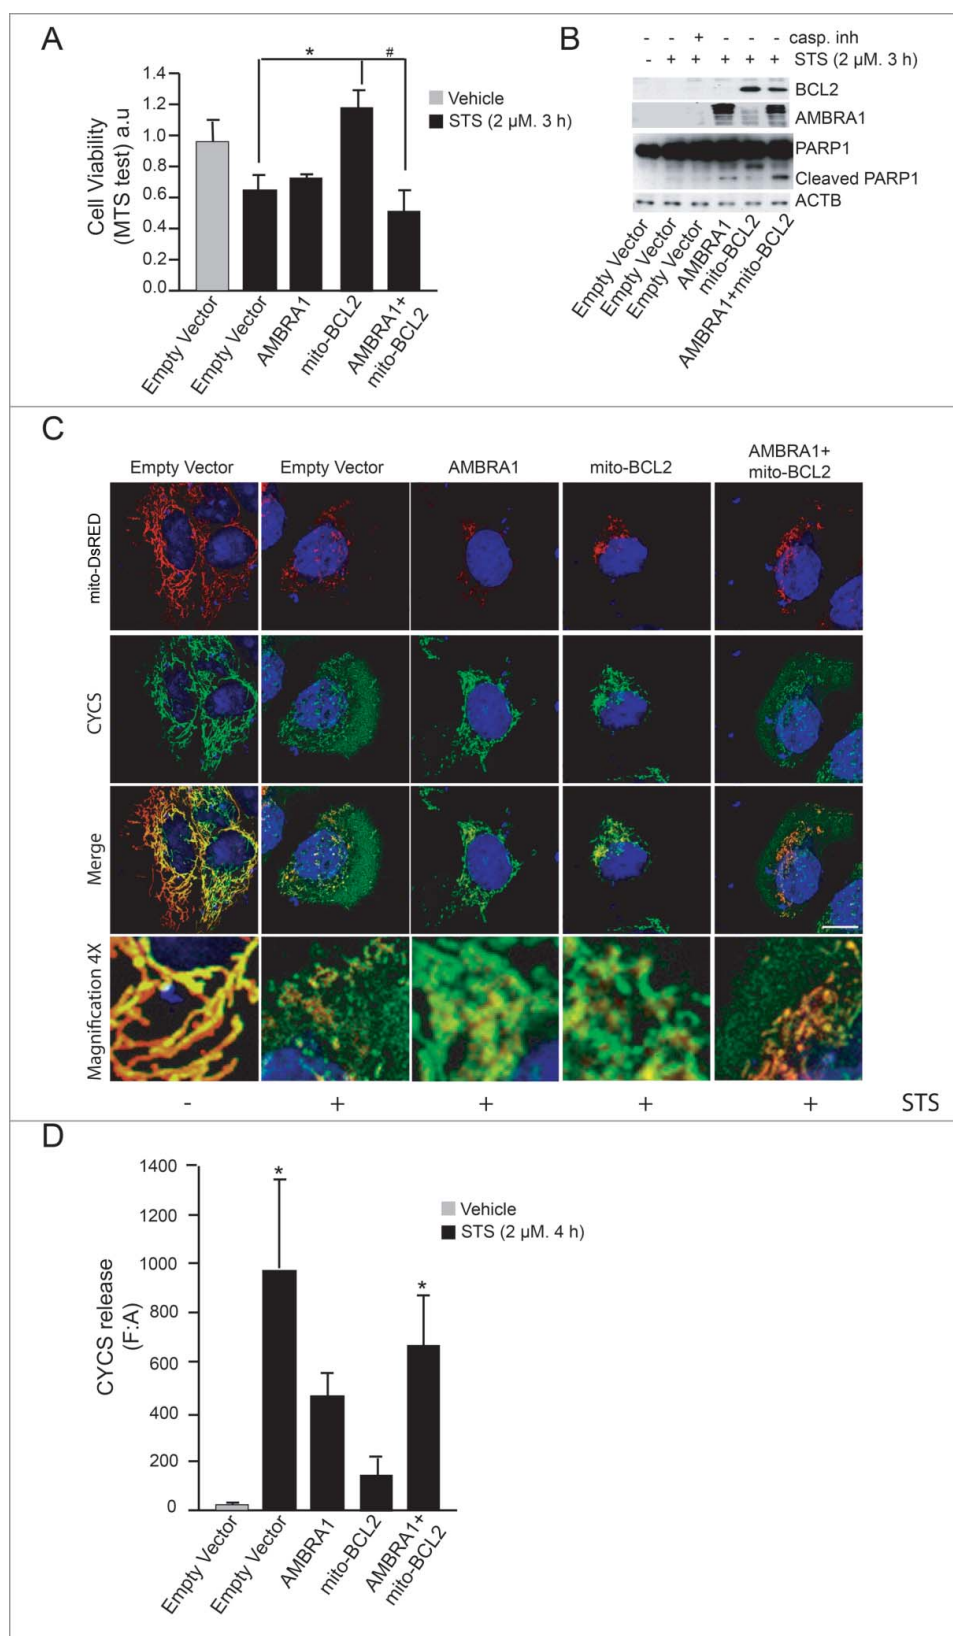 A
* #
1.4
1.2
1.0
0.8
0.6
0.4
0.2
0.0
Cell Viability
(MTS test) a.u
Vehicle
STS (2 µM. 3 h)
Empty Vector
Empty Vector
AMBRA1
mito-BCL2
AMBRA1+
mito-BCL2
B
- - + - - - casp. inh
- + + + + + STS (2 µM. 3 h)
BCL2
AMBRA1
PARP1
Cleaved PARP1
ACTB
Empty Vector
Empty Vector
Empty Vector
AMBRA1
mito-BCL2
AMBRA1+mito-BCL2
C
Empty Vector
Empty Vector
AMBRA1
mito-BCL2
AMBRA1+
mito-BCL2
mito-DsRED
CYCS
Merge
Magnification 4X
- + + + + STS
D
1400
1200
1000
800
600
400
200
0
CYCS release
(F:A)
*
*
Vehicle
STS (2 µM. 4 h)
Empty Vector
Empty Vector
AMBRA1
mito-BCL2
AMBRA1+
mito-BCL2